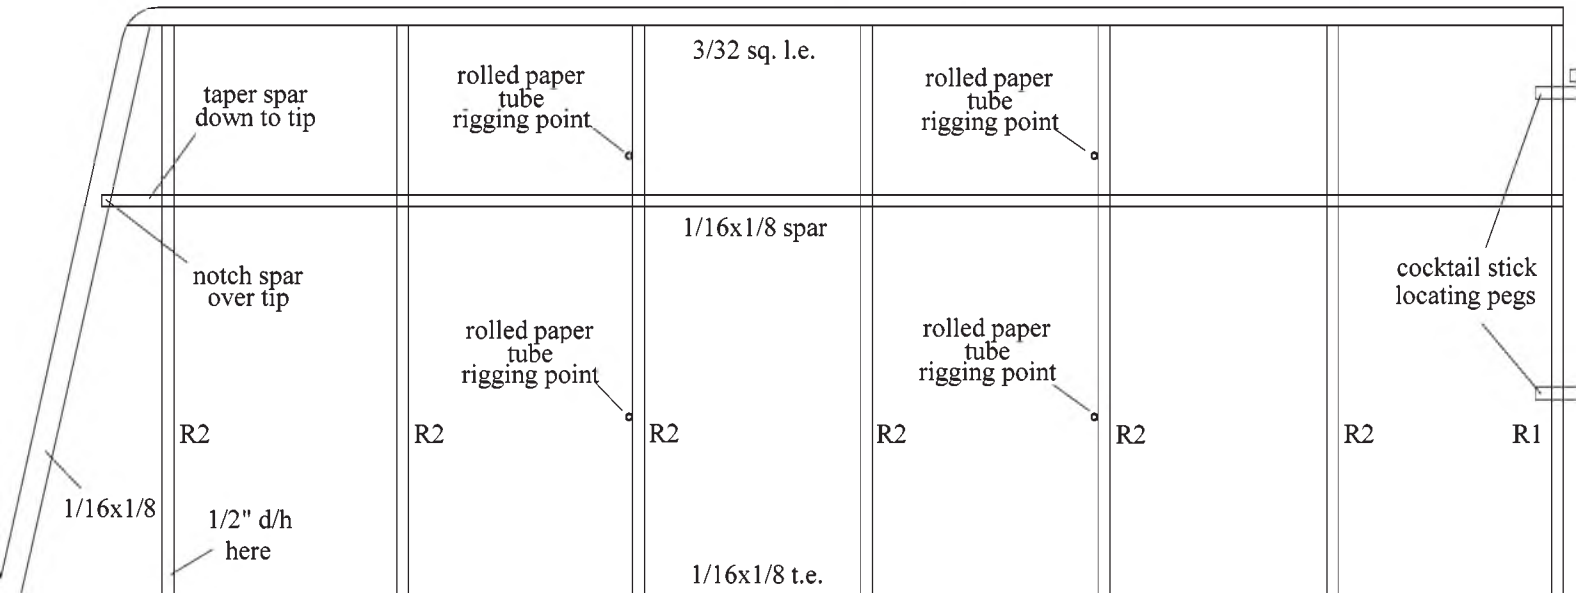 3/32 sq. l.e.
taper spar
down to tip
rolled paper
tube
rigging point
rolled paper
tube
rigging point
1/16x1/8 spar
notch spar
over tip
cocktail stick
locating pegs
rolled paper
tube
rigging point
rolled paper
tube
rigging point
R2
R2
R2
R2
R2
R2
R1
1/16x1/8
1/2" d/h
here
1/16x1/8 t.e.